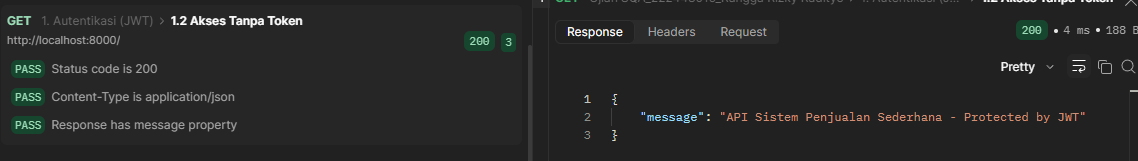 GET 1. Autentikasi (JWT) > 1.2 Akses Tanpa Token
http://localhost:8000/
200 3
PASS Status code is 200
PASS Content-Type is application/json
PASS Response has message property
Response Headers Request
200 • 4 ms • 188 B
Pretty
1 {
2 "message": "API Sistem Penjualan Sederhana - Protected by JWT"
3 }